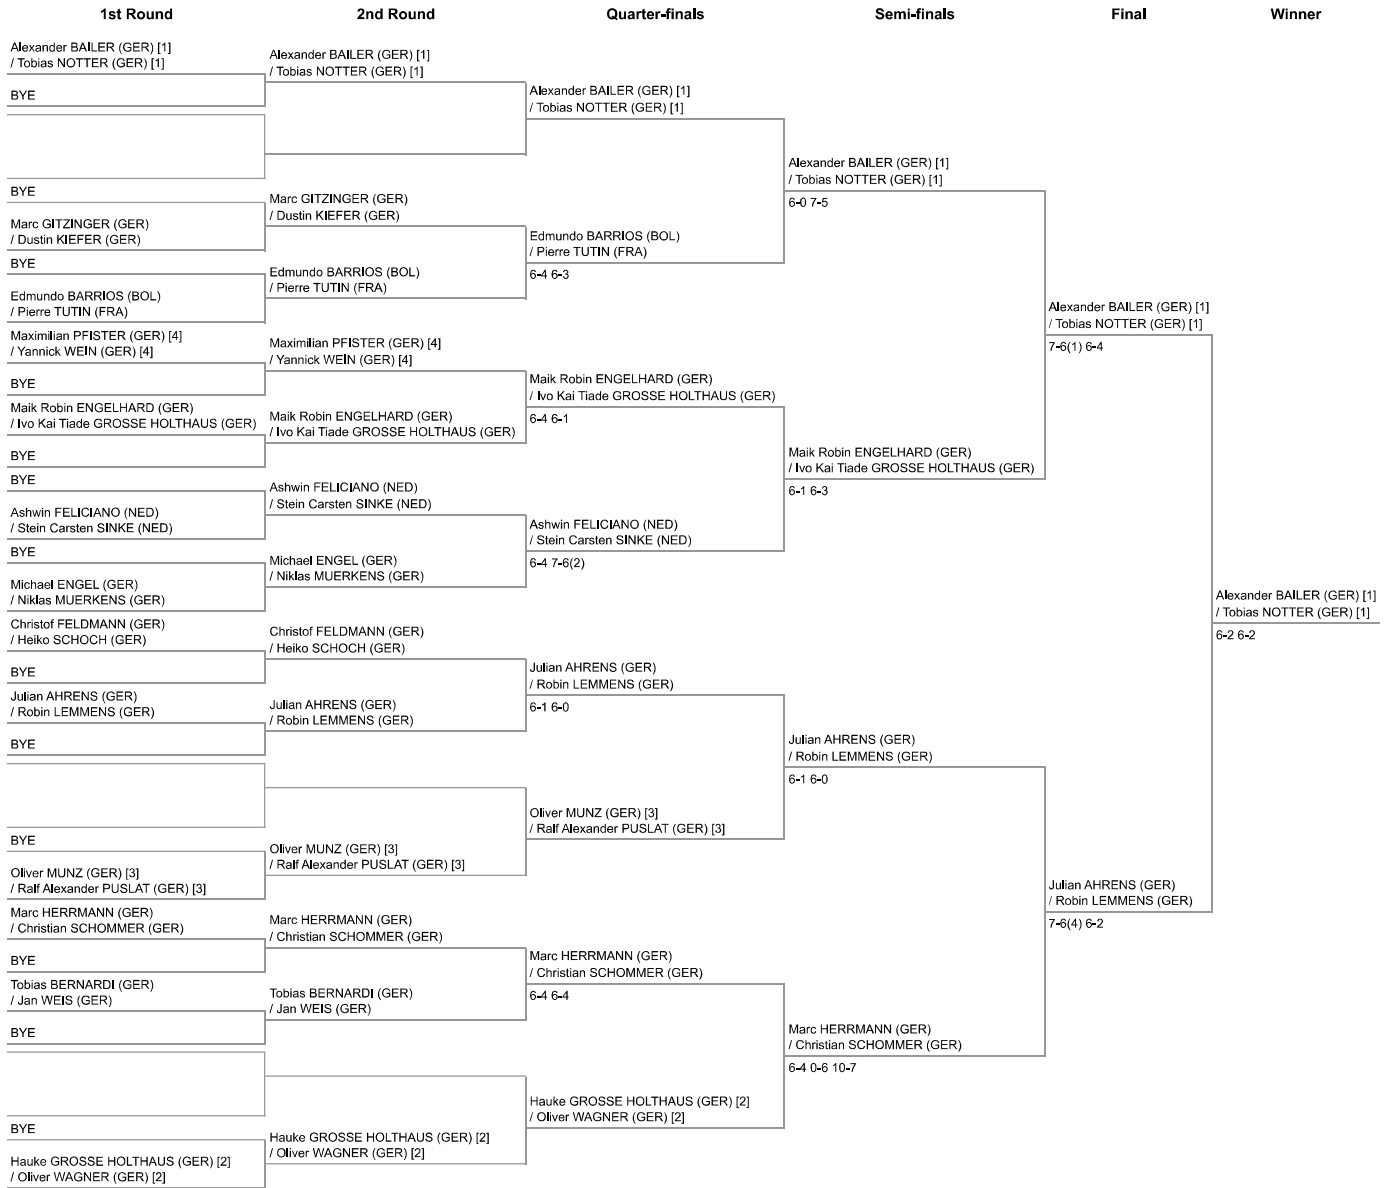 1st Round
2nd Round
Quarter-finals
Semi-finals
Final
Winner
Alexander BAILER (GER) [1]
/ Tobias NOTTER (GER) [1]
BYE
BYE
Marc GITZINGER (GER)
/ Dustin KIEFER (GER)
BYE
Edmundo BARRIOS (BOL)
/ Pierre TUTIN (FRA)
Maximilian PFISTER (GER) [4]
/ Yannick WEIN (GER) [4]
BYE
Maik Robin ENGELHARD (GER)
/ Ivo Kai Tiade GROSSE HOLTHAUS (GER)
BYE
BYE
Ashwin FELICIANO (NED)
/ Stein Carsten SINKE (NED)
BYE
Michael ENGEL (GER)
/ Niklas MUERKENS (GER)
Christof FELDMANN (GER)
/ Heiko SCHOCH (GER)
BYE
Julian AHRENS (GER)
/ Robin LEMMENS (GER)
BYE
BYE
Oliver MUNZ (GER) [3]
/ Ralf Alexander PUSLAT (GER) [3]
Marc HERRMANN (GER)
/ Christian SCHOMMER (GER)
BYE
Tobias BERNARDI (GER)
/ Jan WEIS (GER)
BYE
BYE
Hauke GROSSE HOLTHAUS (GER) [2]
/ Oliver WAGNER (GER) [2]
Alexander BAILER (GER) [1]
/ Tobias NOTTER (GER) [1]
Marc GITZINGER (GER)
/ Dustin KIEFER (GER)
Edmundo BARRIOS (BOL)
/ Pierre TUTIN (FRA)
Maximilian PFISTER (GER) [4]
/ Yannick WEIN (GER) [4]
Maik Robin ENGELHARD (GER)
/ Ivo Kai Tiade GROSSE HOLTHAUS (GER)
Ashwin FELICIANO (NED)
/ Stein Carsten SINKE (NED)
Michael ENGEL (GER)
/ Niklas MUERKENS (GER)
Christof FELDMANN (GER)
/ Heiko SCHOCH (GER)
Julian AHRENS (GER)
/ Robin LEMMENS (GER)
Oliver MUNZ (GER) [3]
/ Ralf Alexander PUSLAT (GER) [3]
Marc HERRMANN (GER)
/ Christian SCHOMMER (GER)
Tobias BERNARDI (GER)
/ Jan WEIS (GER)
Hauke GROSSE HOLTHAUS (GER) [2]
/ Oliver WAGNER (GER) [2]
Alexander BAILER (GER) [1]
/ Tobias NOTTER (GER) [1]
Edmundo BARRIOS (BOL)
/ Pierre TUTIN (FRA)
6-4 6-3
Maik Robin ENGELHARD (GER)
/ Ivo Kai Tiade GROSSE HOLTHAUS (GER)
6-4 6-1
Ashwin FELICIANO (NED)
/ Stein Carsten SINKE (NED)
6-4 7-6(2)
Julian AHRENS (GER)
/ Robin LEMMENS (GER)
6-1 6-0
Oliver MUNZ (GER) [3]
/ Ralf Alexander PUSLAT (GER) [3]
Marc HERRMANN (GER)
/ Christian SCHOMMER (GER)
6-4 6-4
Hauke GROSSE HOLTHAUS (GER) [2]
/ Oliver WAGNER (GER) [2]
Alexander BAILER (GER) [1]
/ Tobias NOTTER (GER) [1]
6-0 7-5
Maik Robin ENGELHARD (GER)
/ Ivo Kai Tiade GROSSE HOLTHAUS (GER)
6-1 6-3
Julian AHRENS (GER)
/ Robin LEMMENS (GER)
6-1 6-0
Marc HERRMANN (GER)
/ Christian SCHOMMER (GER)
6-4 0-6 10-7
Alexander BAILER (GER) [1]
/ Tobias NOTTER (GER) [1]
7-6(1) 6-4
Julian AHRENS (GER)
/ Robin LEMMENS (GER)
7-6(4) 6-2
Alexander BAILER (GER) [1]
/ Tobias NOTTER (GER) [1]
6-2 6-2